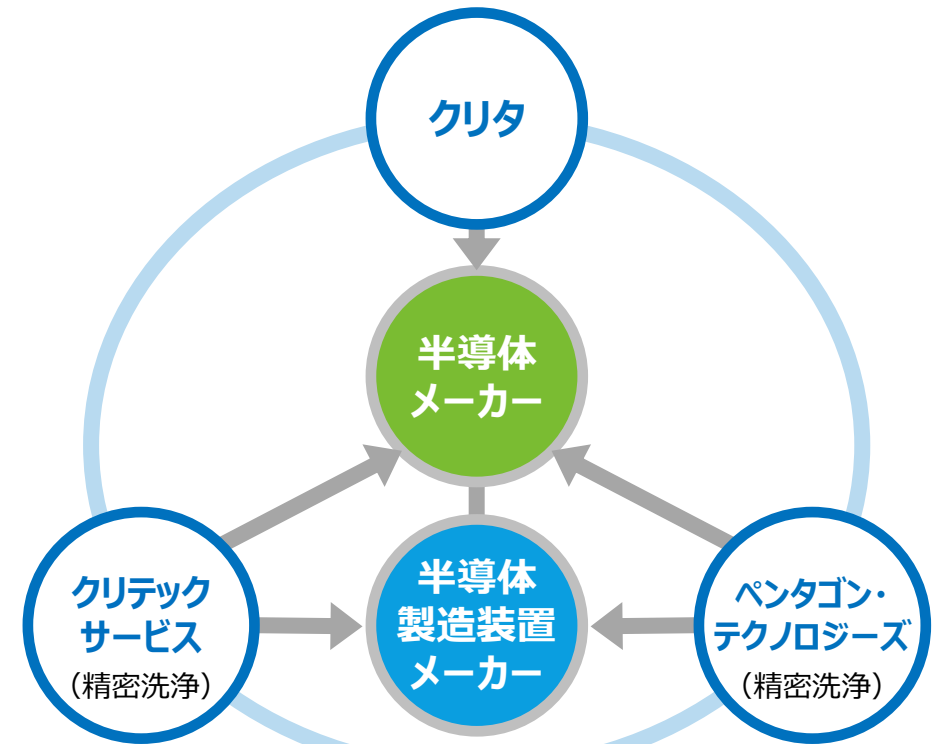 クリタ
半導体
メーカー
クリテック
サービス
（精密洗浄）
半導体
製造装置
メーカー
ペンタゴン・
テクノロジーズ
（精密洗浄）